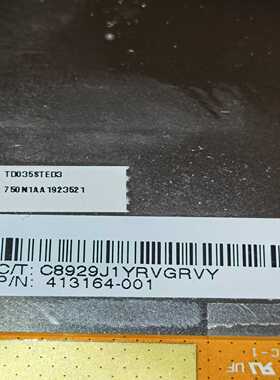 TD035STED3
750N1AA1923521
C/T: C8929J1YRVGRVY
P/N: 413164-001